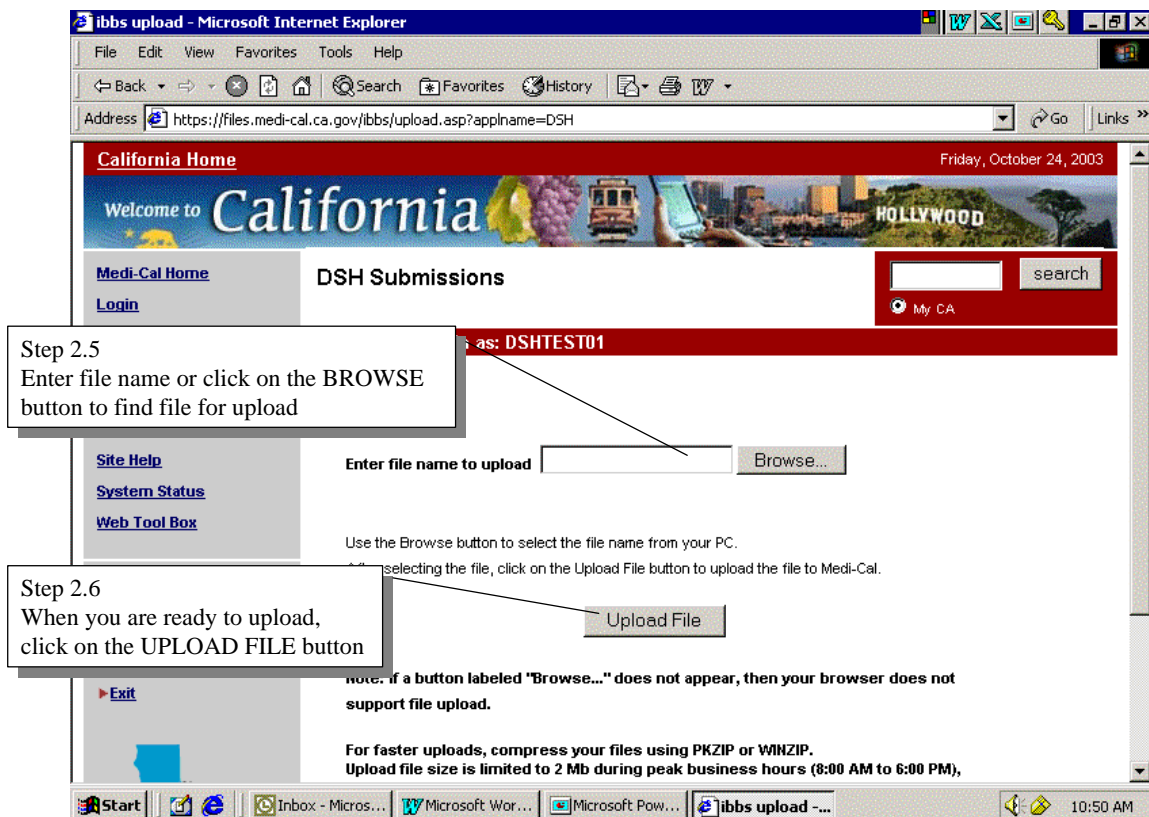 ibbs upload - Microsoft Internet Explorer
File Edit View Favorites Tools Help
Back Search Favorites History
Address https://files.medi-cal.ca.gov/ibbs/upload.asp?applname=DSH Go Links »
California Home Friday, October 24, 2003
Welcome to California
HOLLYWOOD
Medi-Cal Home
Login
DSH Submissions
search
My CA
as: DSHTEST01
Step 2.5
Enter file name or click on the BROWSE
button to find file for upload
Site Help
System Status
Web Tool Box
Enter file name to upload Browse...
Use the Browse button to select the file name from your PC.
selecting the file, click on the Upload File button to upload the file to Medi-Cal.
Step 2.6
When you are ready to upload,
click on the UPLOAD FILE button
Upload File
Exit
Note: If a button labeled "Browse..." does not appear, then your browser does not
support file upload.
For faster uploads, compress your files using PKZIP or WINZIP.
Upload file size is limited to 2 Mb during peak business hours (8:00 AM to 6:00 PM),
Start Inbox - Micros... Microsoft Wor... Microsoft Pow... ibbs upload -... 10:50 AM